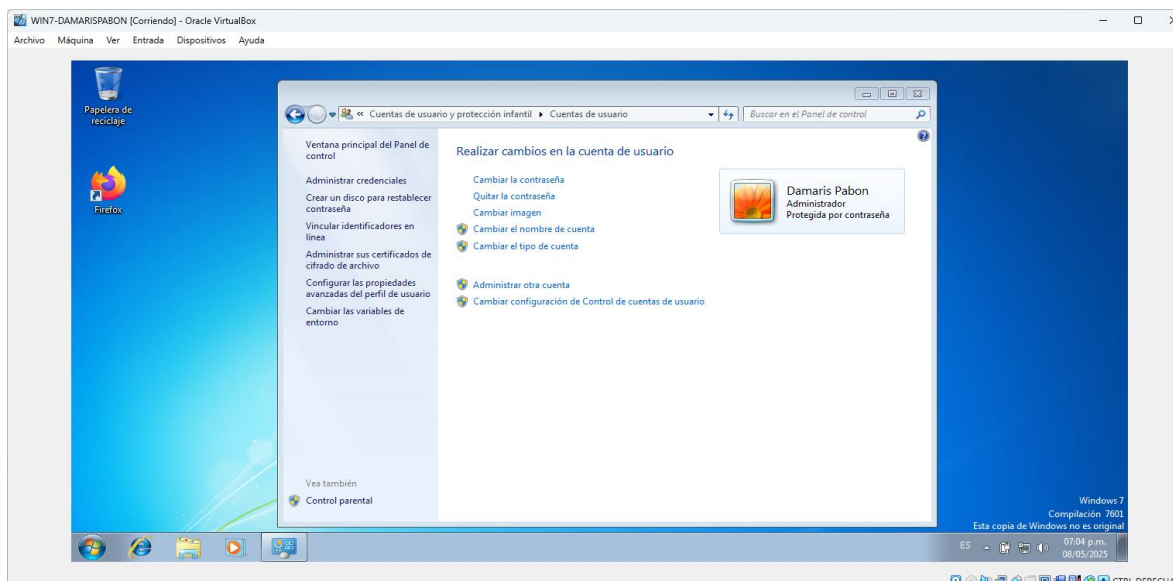 WIN7-DAMARISPABON [Corriendo] - Oracle VirtualBox
Archivo Máquina Ver Entrada Dispositivos Ayuda
Papelera de
reciclaje
Firefox
« Cuentas de usuario y protección infantil ▸ Cuentas de usuario
Buscar en el Panel de control
Ventana principal del Panel de
control
Administrar credenciales
Crear un disco para restablecer
contraseña
Vincular identificadores en
línea
Administrar sus certificados de
cifrado de archivo
Configurar las propiedades
avanzadas del perfil de usuario
Cambiar las variables de
entorno
Vea también
Control parental
Realizar cambios en la cuenta de usuario
Cambiar la contraseña
Quitar la contraseña
Cambiar imagen
Cambiar el nombre de cuenta
Cambiar el tipo de cuenta
Administrar otra cuenta
Cambiar configuración de Control de cuentas de usuario
Damaris Pabon
Administrador
Protegida por contraseña
Windows 7
Compilación 7601
Esta copia de Windows no es original
ES
07:04 p.m.
08/05/2025